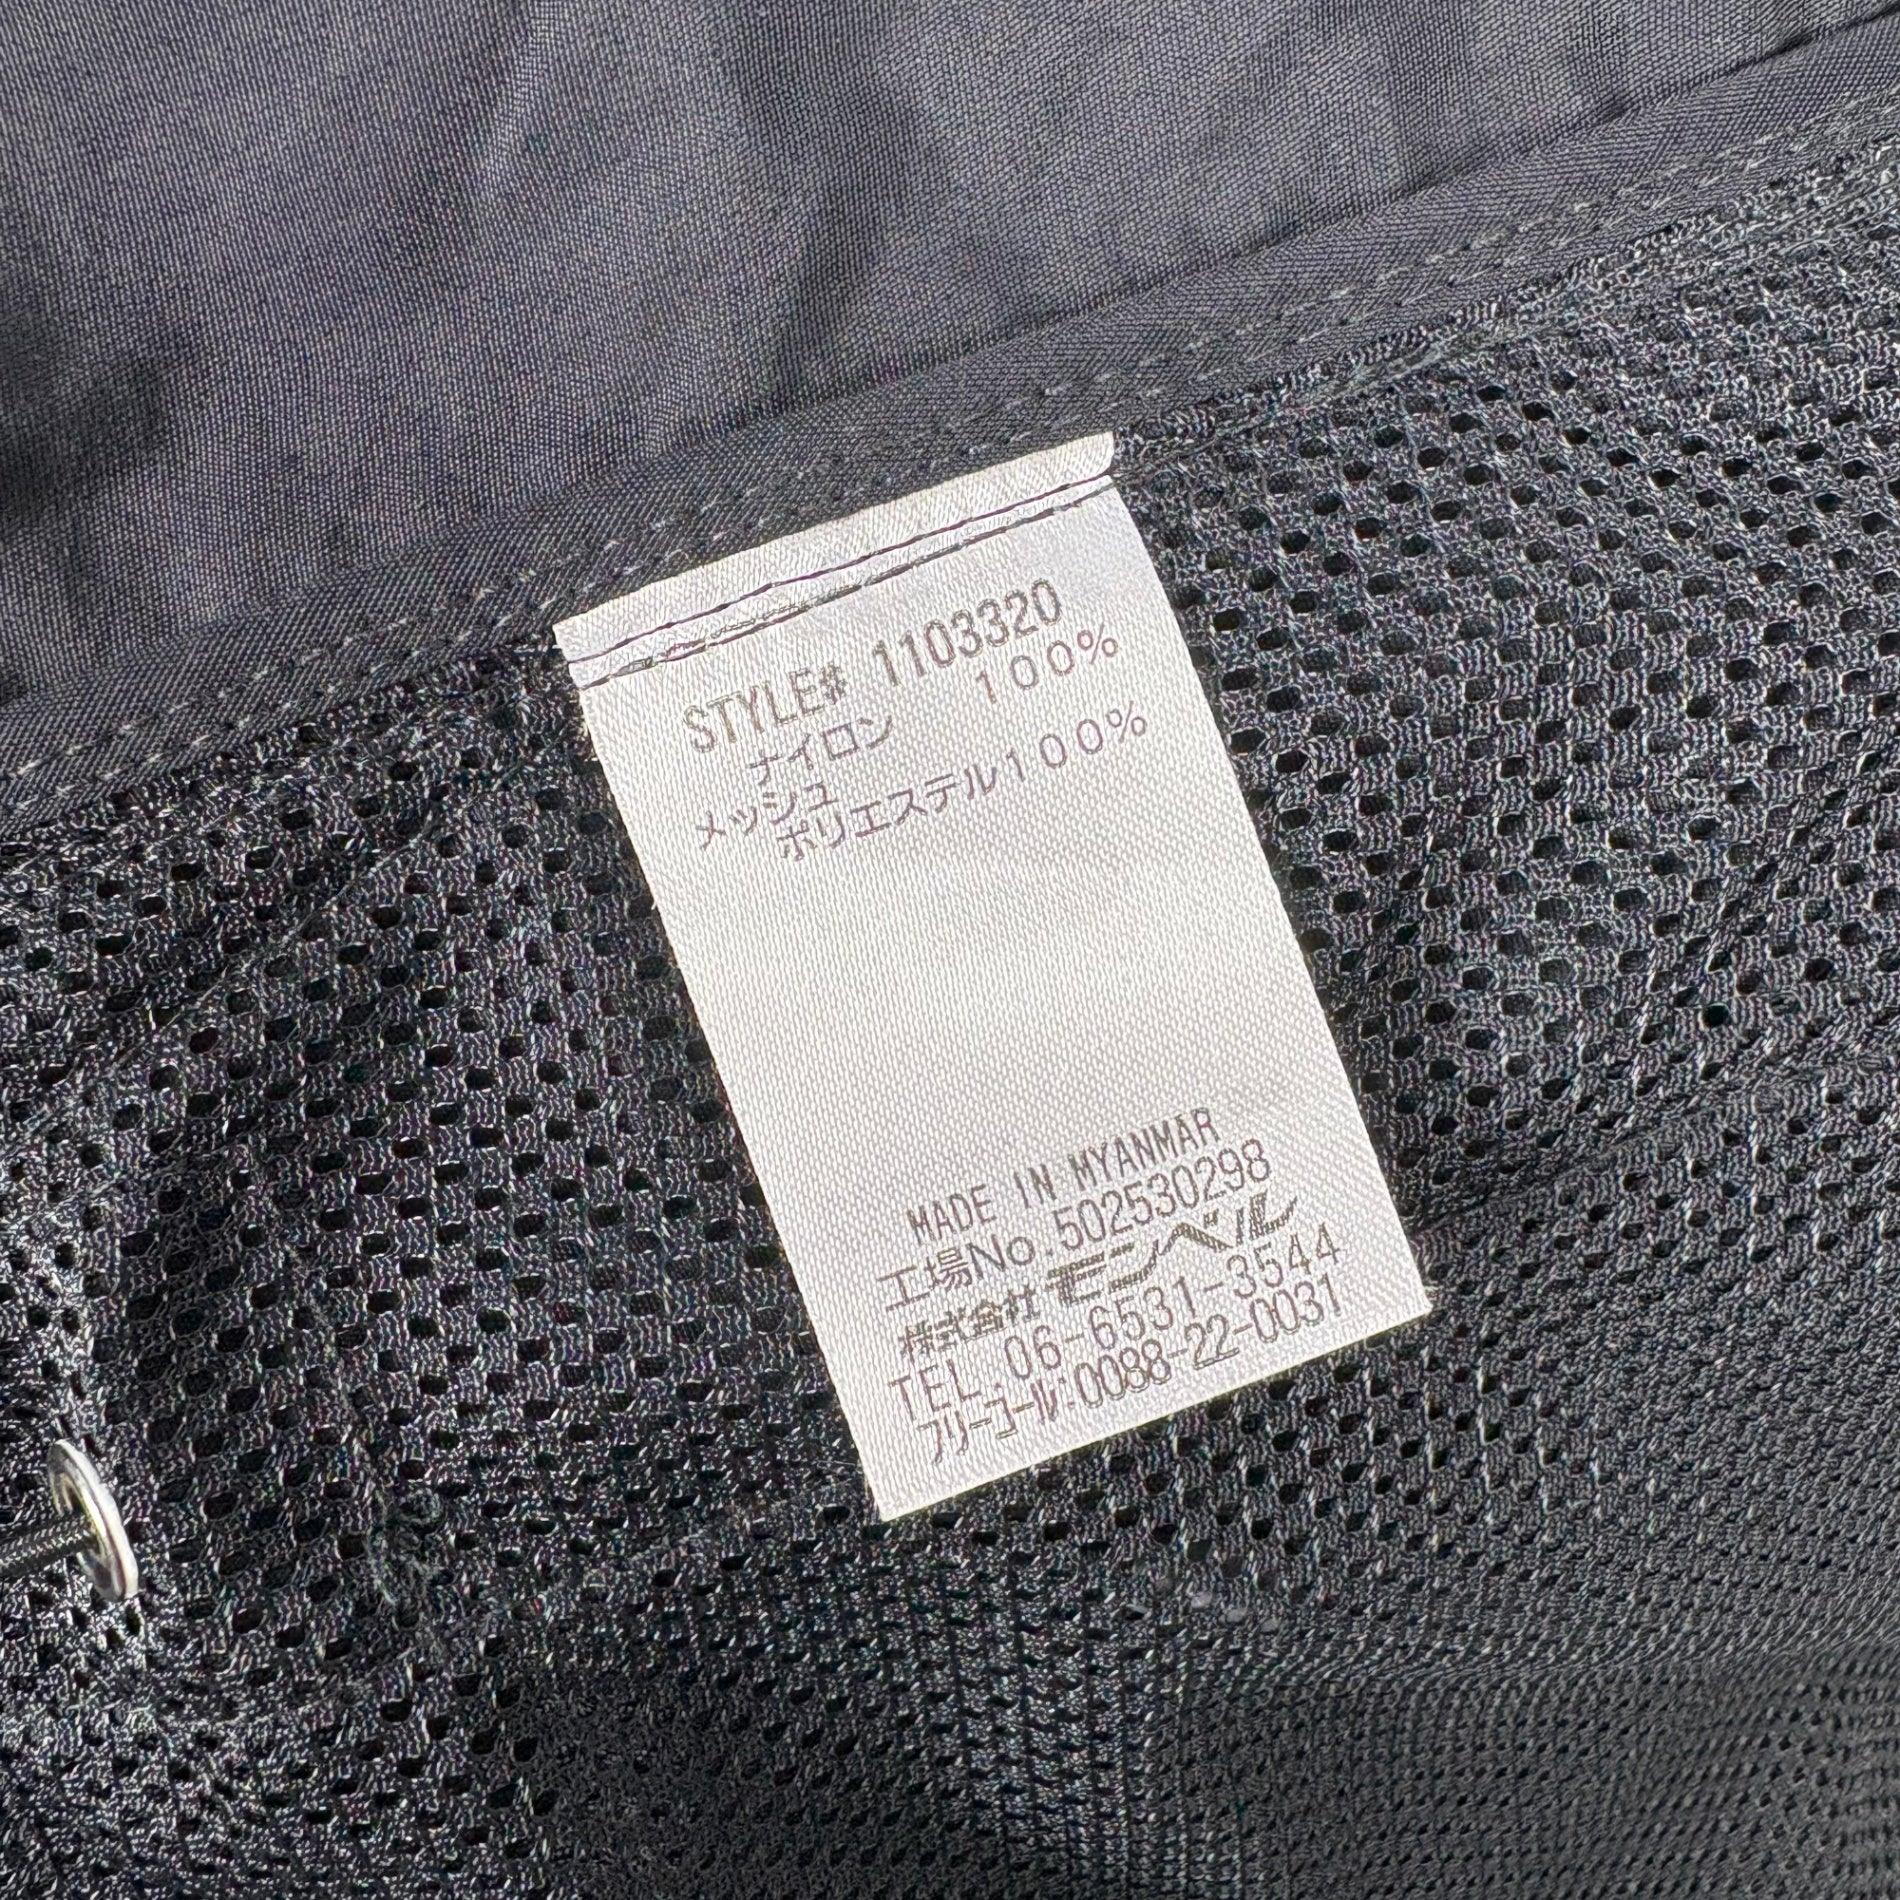 STYLE# 1103320
ナイロン 100%
メッシュ
ポリエステル100%
MADE IN MYANMAR
工場No.502530298
株式会社モンベル
TEL.06-6531-3544
フリーコール:0088-22-0031